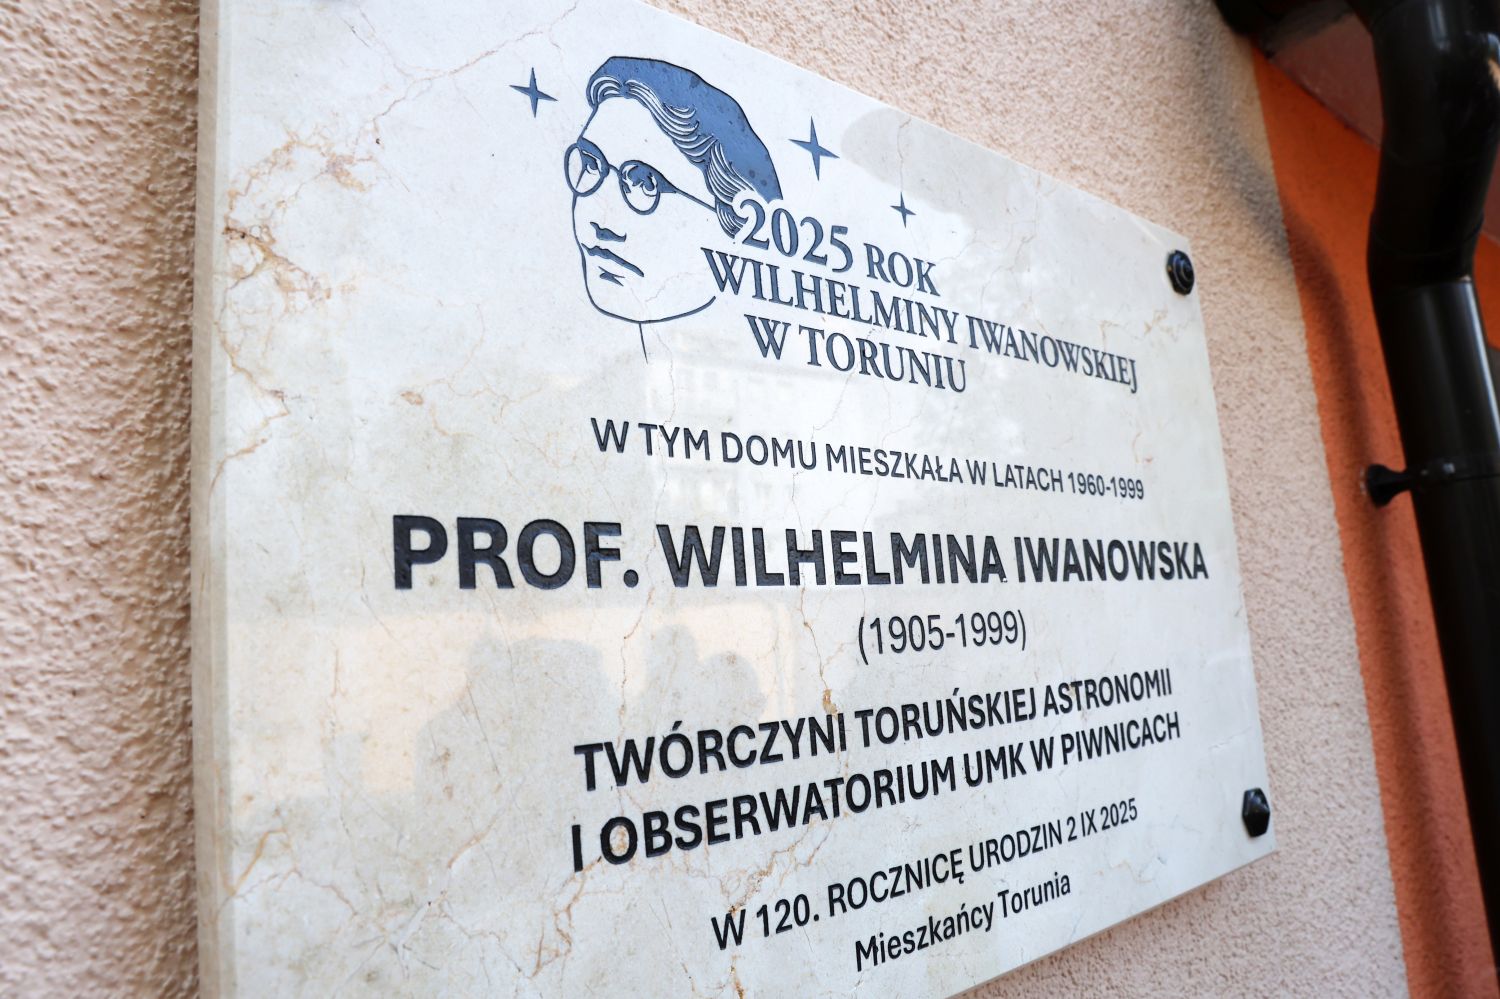 2025 ROK
WILHELMINY IWANOWSKIEJ
W TORUNIU
W TYM DOMU MIESZKAŁA W LATACH 1960-1999
PROF. WILHELMINA IWANOWSKA
(1905-1999)
TWÓRCZYNI TORUŃSKIEJ ASTRONOMII
I OBSERWATORIUM UMK W PIWNICACH
W 120. ROCZNICĘ URODZIN 2 IX 2025
Mieszkańcy Torunia